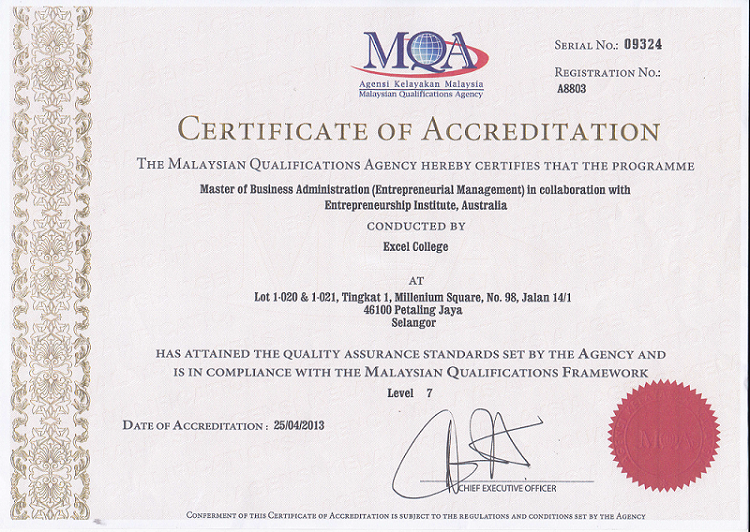 MQA
Agensi Kelayakan Malaysia
Malaysian Qualifications Agency
SERIAL NO.: 09324
REGISTRATION NO.:
A8803
CERTIFICATE OF ACCREDITATION
THE MALAYSIAN QUALIFICATIONS AGENCY HEREBY CERTIFIES THAT THE PROGRAMME
Master of Business Administration (Entrepreneurial Management) in collaboration with
Entrepreneurship Institute, Australia
CONDUCTED BY
Excel College
AT
Lot 1-020 & 1-021, Tingkat 1, Millenium Square, No. 98, Jalan 14/1
46100 Petaling Jaya
Selangor
HAS ATTAINED THE QUALITY ASSURANCE STANDARDS SET BY THE AGENCY AND
IS IN COMPLIANCE WITH THE MALAYSIAN QUALIFICATIONS FRAMEWORK
Level 7
DATE OF ACCREDITATION : 25/04/2013
CHIEF EXECUTIVE OFFICER
MQA
CONFERMENT OF THIS CERTIFICATE OF ACCREDITATION IS SUBJECT TO THE REGULATIONS AND CONDITIONS SET BY THE AGENCY